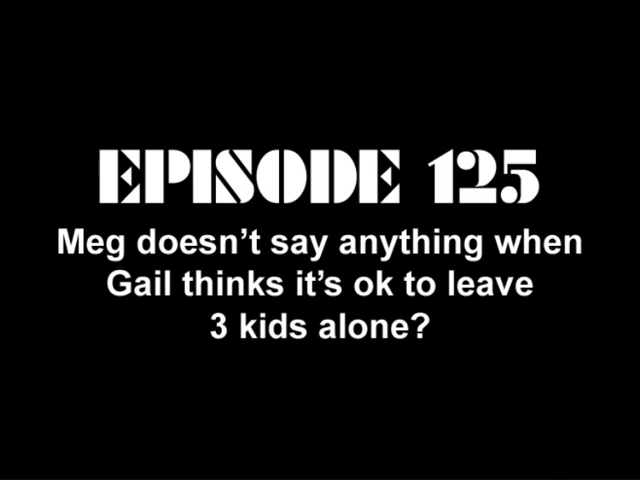 EPISODE 125
Meg doesn't say anything when
Gail thinks it's ok to leave
3 kids alone?